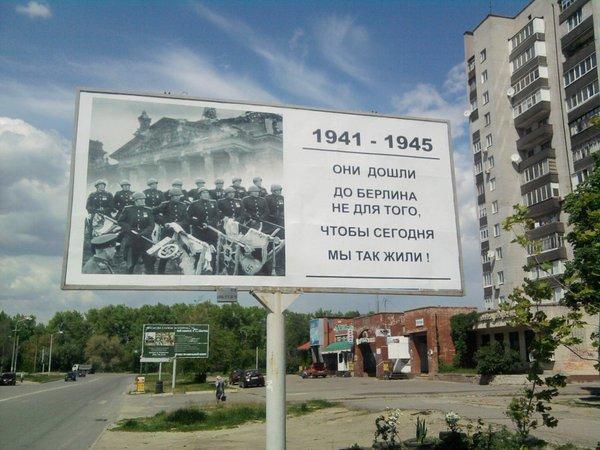 1941 - 1945
ОНИ ДОШЛИ
ДО БЕРЛИНА
НЕ ДЛЯ ТОГО,
ЧТОБЫ СЕГОДНЯ
МЫ ТАК ЖИЛИ !